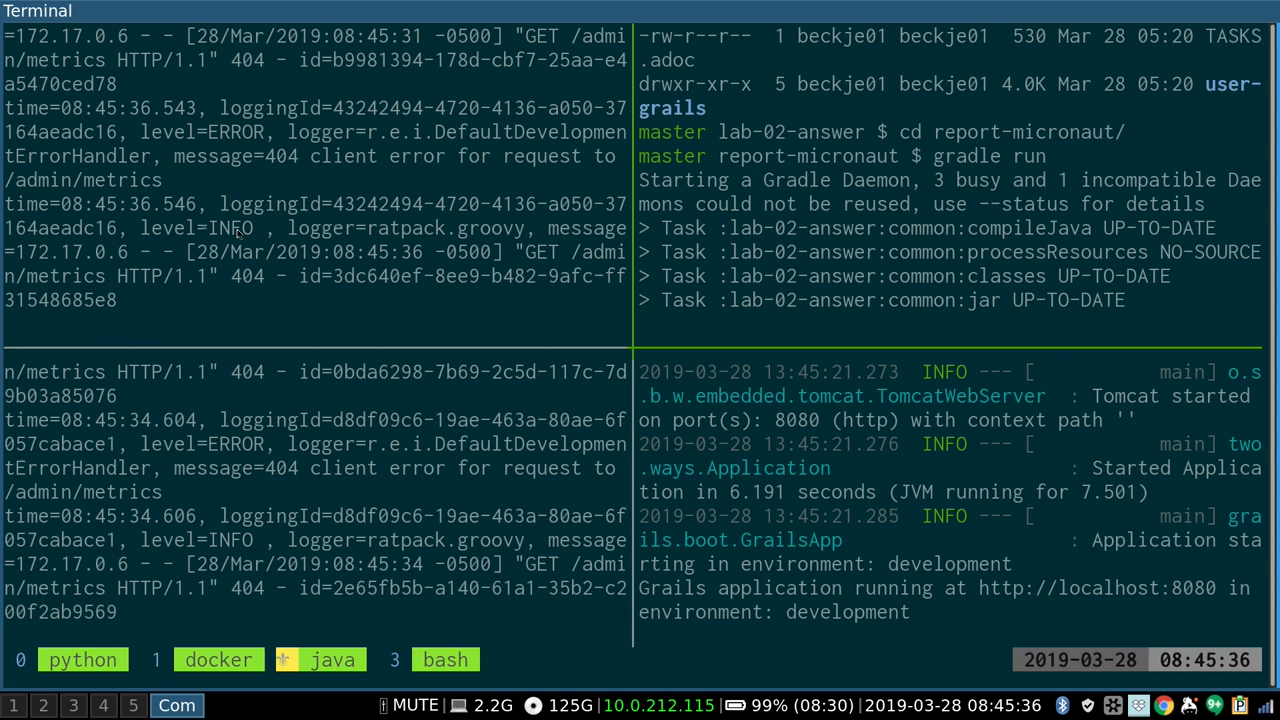 Terminal
=172.17.0.6 - - [28/Mar/2019:08:45:31 -0500] "GET /admi
n/metrics HTTP/1.1" 404 - id=b9981394-178d-cbf7-25aa-e4
a5470ced78
time=08:45:36.543, loggingId=43242494-4720-4136-a050-37
164aeadc16, level=ERROR, logger=r.e.i.DefaultDevelopmen
tErrorHandler, message=404 client error for request to
/admin/metrics
time=08:45:36.546, loggingId=43242494-4720-4136-a050-37
164aeadc16, level=INFO , logger=ratpack.groovy, message
=172.17.0.6 - - [28/Mar/2019:08:45:36 -0500] "GET /admi
n/metrics HTTP/1.1" 404 - id=3dc640ef-8ee9-b482-9afc-ff
31548685e8
-rw-r--r--  1 beckje01 beckje01  530 Mar 28 05:20 TASKS
.adoc
drwxr-xr-x  5 beckje01 beckje01 4.0K Mar 28 05:20 user-
grails
master lab-02-answer $ cd report-micronaut/
master report-micronaut $ gradle run
Starting a Gradle Daemon, 3 busy and 1 incompatible Dae
mons could not be reused, use --status for details
> Task :lab-02-answer:common:compileJava UP-TO-DATE
> Task :lab-02-answer:common:processResources NO-SOURCE
> Task :lab-02-answer:common:classes UP-TO-DATE
> Task :lab-02-answer:common:jar UP-TO-DATE
n/metrics HTTP/1.1" 404 - id=0bda6298-7b69-2c5d-117c-7d
9b03a85076
time=08:45:34.604, loggingId=d8df09c6-19ae-463a-80ae-6f
057cabace1, level=ERROR, logger=r.e.i.DefaultDevelopmen
tErrorHandler, message=404 client error for request to
/admin/metrics
time=08:45:34.606, loggingId=d8df09c6-19ae-463a-80ae-6f
057cabace1, level=INFO , logger=ratpack.groovy, message
=172.17.0.6 - - [28/Mar/2019:08:45:34 -0500] "GET /admi
n/metrics HTTP/1.1" 404 - id=2e65fb5b-a140-61a1-35b2-c2
00f2ab9569
2019-03-28 13:45:21.273  INFO --- [           main] o.s
.b.w.embedded.tomcat.TomcatWebServer  : Tomcat started
on port(s): 8080 (http) with context path ''
2019-03-28 13:45:21.276  INFO --- [           main] two
.ways.Application                     : Started Applica
tion in 6.191 seconds (JVM running for 7.501)
2019-03-28 13:45:21.285  INFO --- [           main] gra
ils.boot.GrailsApp                    : Application sta
rting in environment: development
Grails application running at http://localhost:8080 in
environment: development
0 python 1 docker java 3 bash 2019-03-28 08:45:36
1 2 3 4 5 Com MUTE 2.2G 125G 10.0.212.115 99% (08:30) 2019-03-28 08:45:36 9+ P